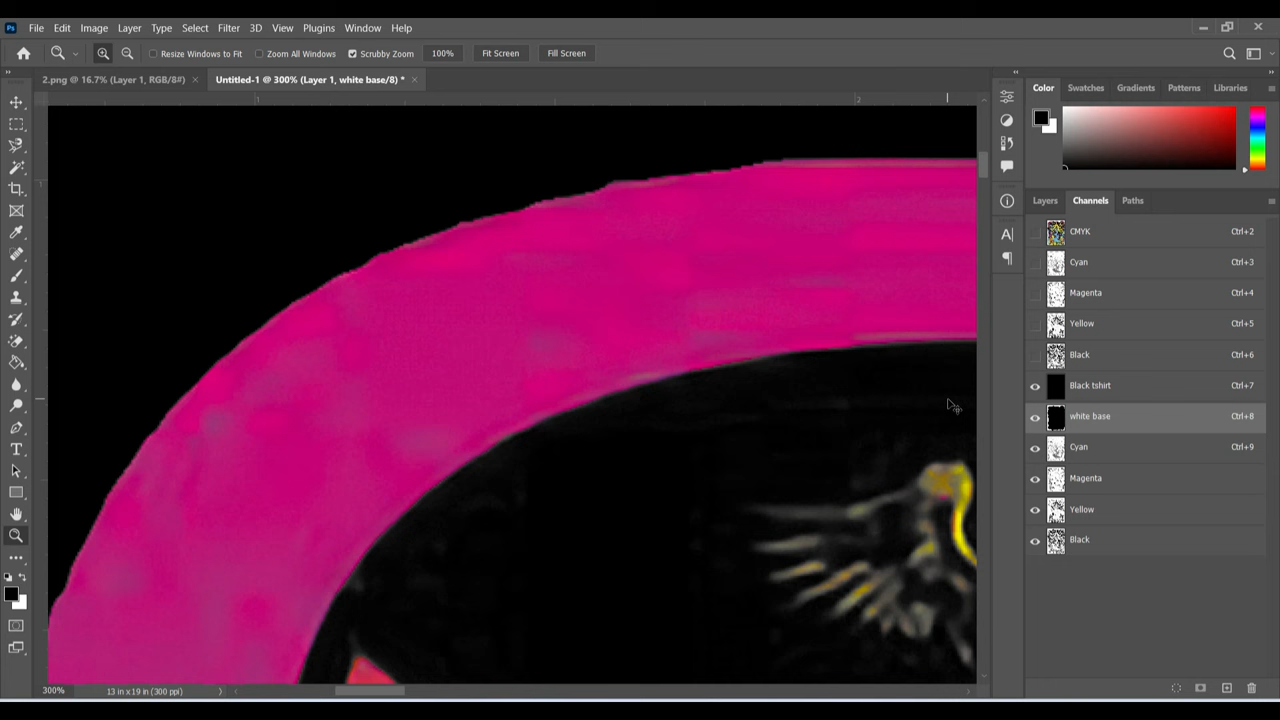 Ps File Edit Image Layer Type Select Filter 3D View Plugins Window Help
Resize Windows to Fit Zoom All Windows Scrubby Zoom 100% Fit Screen Fill Screen
2.png @ 16.7% (Layer 1, RGB/8#) × Untitled-1 @ 300% (Layer 1, white base/8) * ×
1 2
Color Swatches Gradients Patterns Libraries
Layers Channels Paths
CMYK Ctrl+2
Cyan Ctrl+3
Magenta Ctrl+4
Yellow Ctrl+5
Black Ctrl+6
Black tshirt Ctrl+7
white base Ctrl+8
Cyan Ctrl+9
Magenta
Yellow
Black
300% 13 in x 19 in (300 ppi)